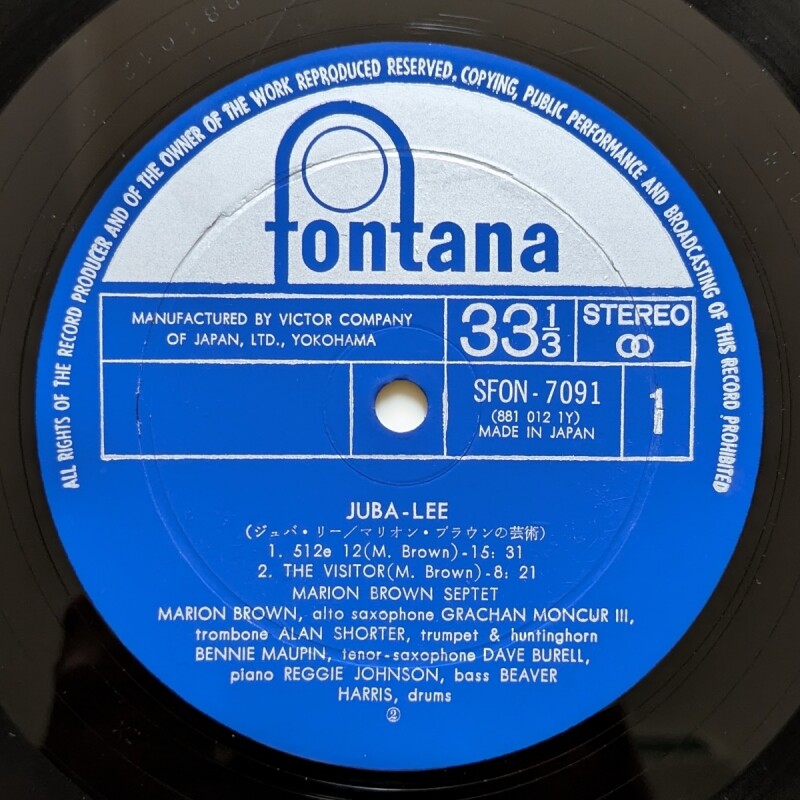 ALL RIGHTS OF THE RECORD PRODUCER AND OF THE OWNER OF THE WORK REPRODUCED RESERVED, COPYING, PUBLIC PERFORMANCE AND BROADCASTING OF THIS RECORD PROHIBITED
fontana
MANUFACTURED BY VICTOR COMPANY
OF JAPAN, LTD., YOKOHAMA
33 1/3
STEREO
SFON-7091
(881 012 1Y)
MADE IN JAPAN
1
JUBA-LEE
(ジュバ・リー/マリオン・ブラウンの芸術)
1. 512e 12(M. Brown)-15: 31
2. THE VISITOR(M. Brown)-8: 21
MARION BROWN SEPTET
MARION BROWN, alto saxophone GRACHAN MONCUR III,
trombone ALAN SHORTER, trumpet & huntinghorn
BENNIE MAUPIN, tenor-saxophone DAVE BURELL,
piano REGGIE JOHNSON, bass BEAVER
HARRIS, drums
②